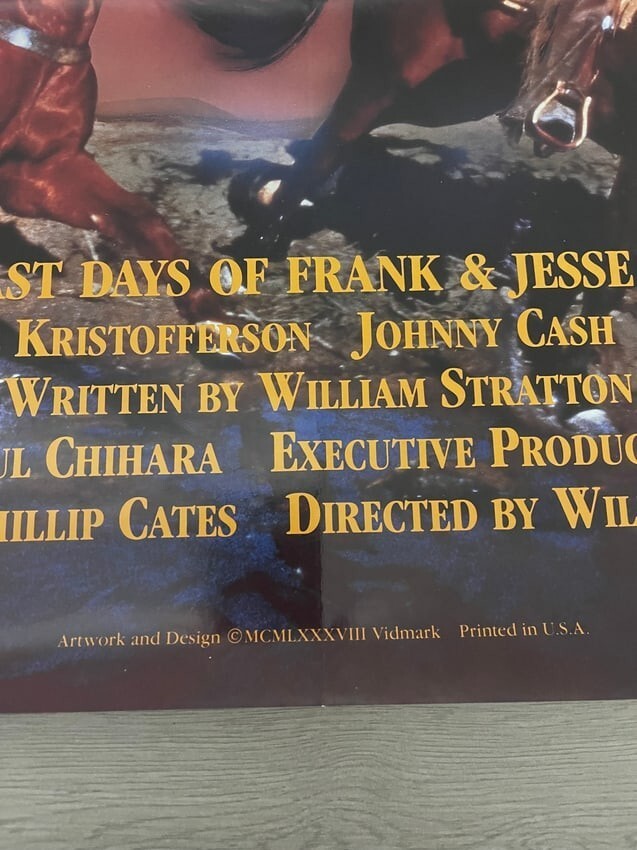 AST DAYS OF FRANK & JESSE
KRISTOFFERSON JOHNNY CASH
WRITTEN BY WILLIAM STRATTON
UL CHIHARA EXECUTIVE PRODUC
HILLIP CATES DIRECTED BY WIL
Artwork and Design ©MCMLXXXVIII Vidmark Printed in U.S.A.